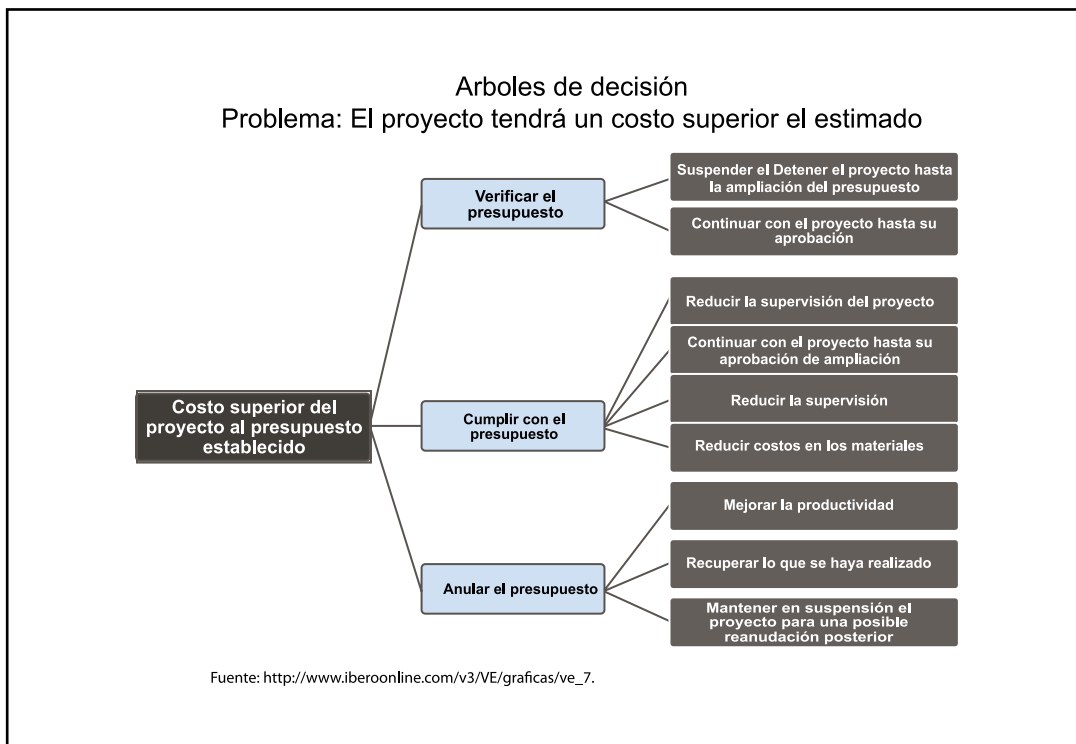 Arboles de decisión
Problema: El proyecto tendrá un costo superior el estimado
Costo superior del
proyecto al presupuesto
establecido
Verificar el
presupuesto
Suspender el Detener el proyecto hasta
la ampliación del presupuesto
Continuar con el proyecto hasta su
aprobación
Cumplir con el
presupuesto
Reducir la supervisión del proyecto
Continuar con el proyecto hasta su
aprobación de ampliación
Reducir la supervisión
Reducir costos en los materiales
Anular el presupuesto
Mejorar la productividad
Recuperar lo que se haya realizado
Mantener en suspensión el
proyecto para una posible
reanudación posterior
Fuente: http://www.iberoonline.com/v3/VE/graficas/ve_7.